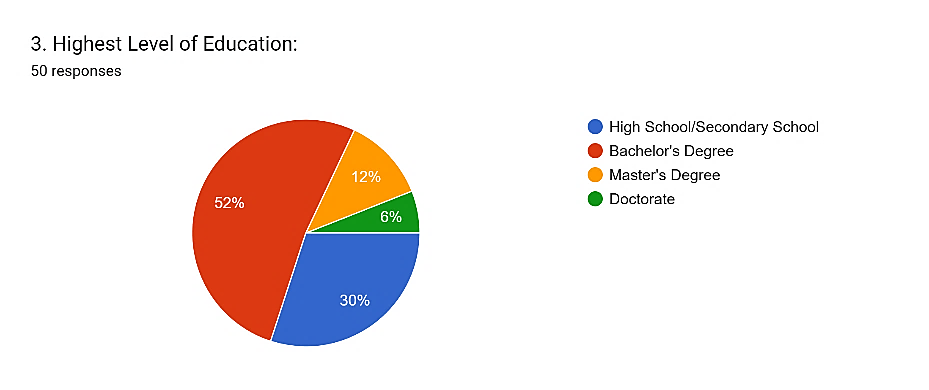 3. Highest Level of Education:
50 responses
High School/Secondary School
Bachelor's Degree
Master's Degree
Doctorate
12%
52%
6%
30%